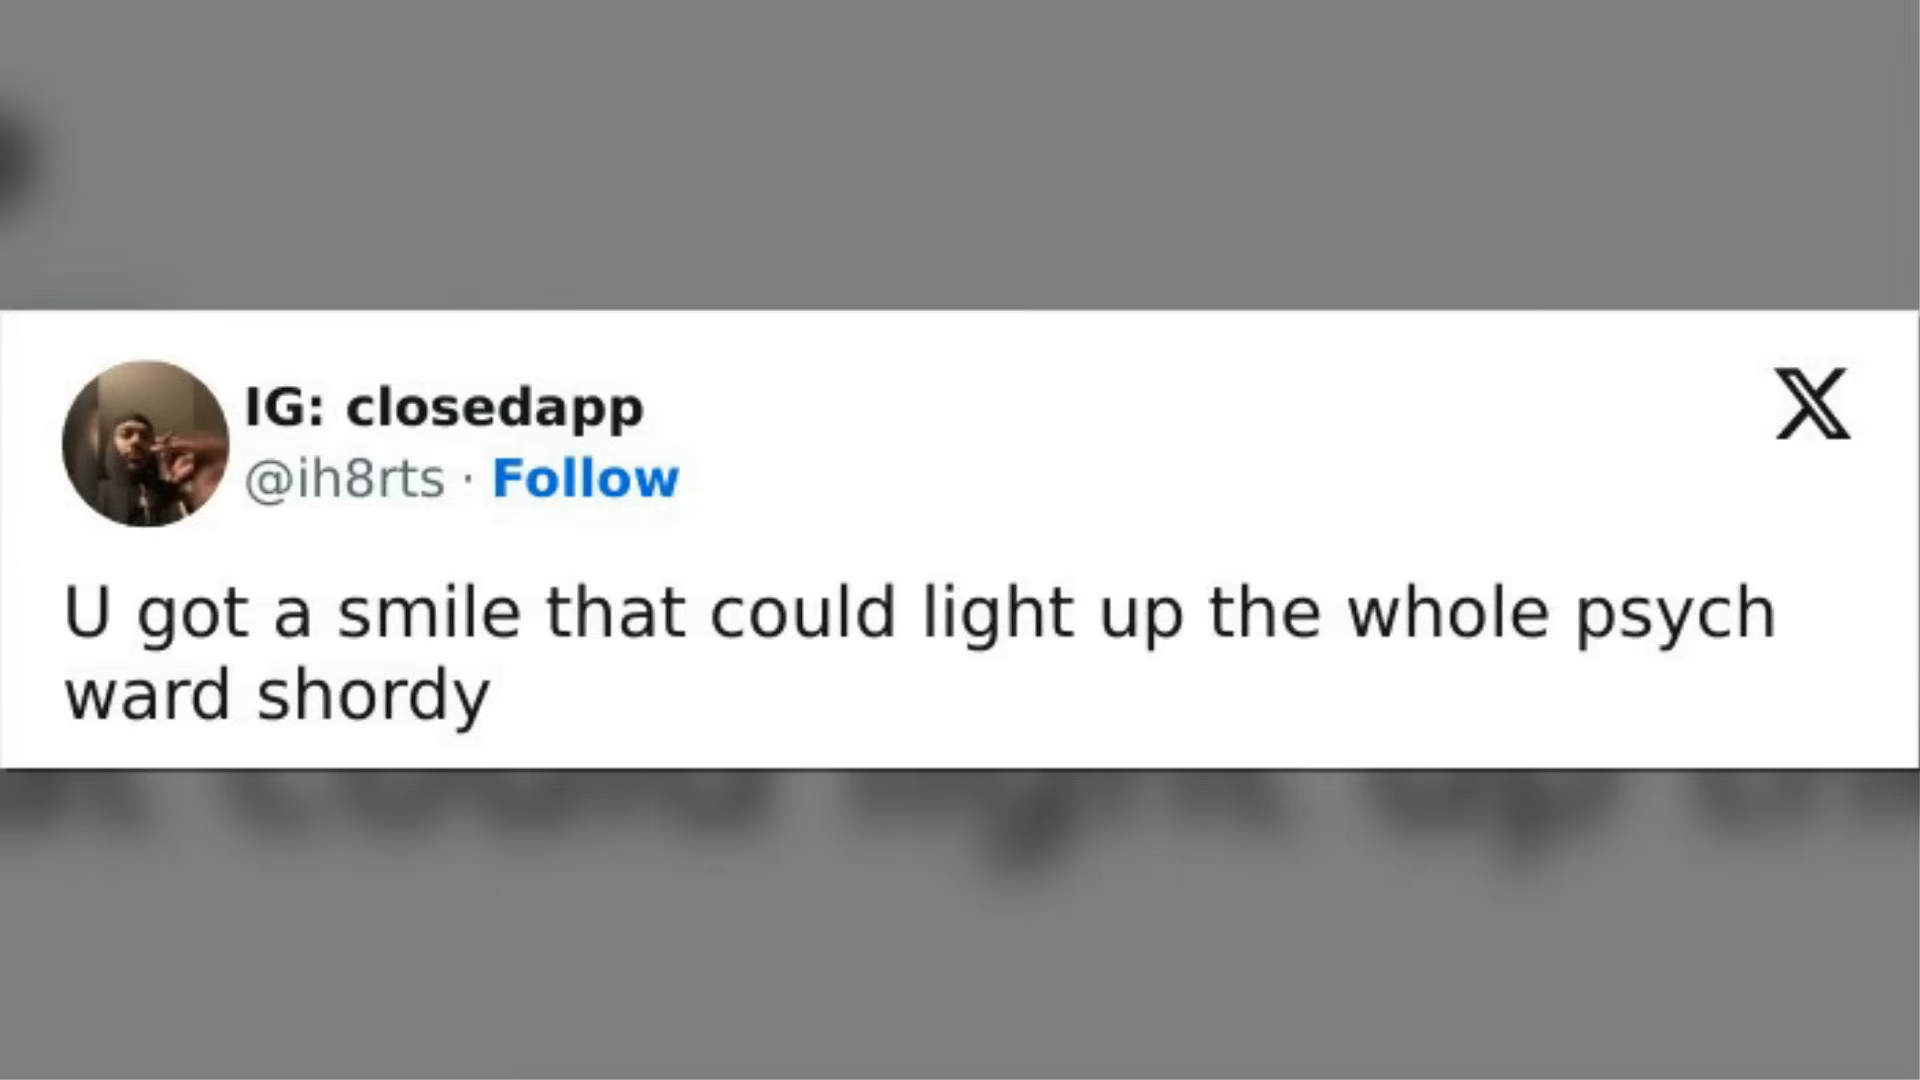 IG: closedapp
@ih8rts · Follow
U got a smile that could light up the whole psych
ward shordy